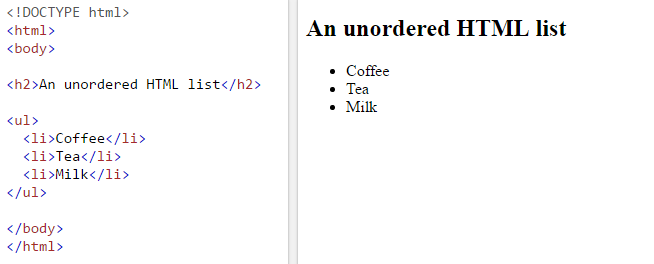 <!DOCTYPE html>
<html>
<body>
<h2>An unordered HTML list</h2>
<ul>
  <li>Coffee</li>
  <li>Tea</li>
  <li>Milk</li>
</ul>
</body>
</html>
An unordered HTML list
• Coffee
• Tea
• Milk